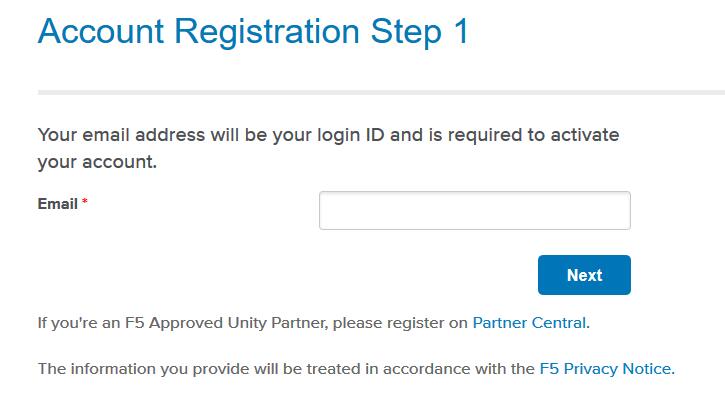 Account Registration Step 1
Your email address will be your login ID and is required to activate
your account.
Email *
Next
If you're an F5 Approved Unity Partner, please register on Partner Central.
The information you provide will be treated in accordance with the F5 Privacy Notice.